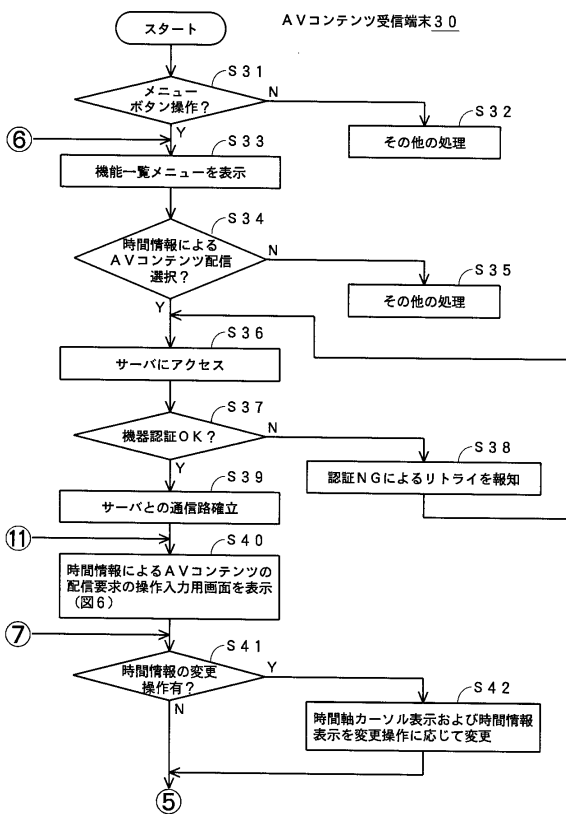 AVコンテンツ受信端末30
スタート
S31
メニュー
ボタン操作?
N
Y
S32
その他の処理
⑥
S33
機能一覧メニューを表示
S34
時間情報による
AVコンテンツ配信
選択?
N
Y
S35
その他の処理
S36
サーバにアクセス
S37
機器認証OK?
N
Y
S38
認証NGによるリトライを報知
S39
サーバとの通信路確立
⑪
S40
時間情報によるAVコンテンツの
配信要求の操作入力用画面を表示
(図6)
⑦
S41
時間情報の変更
操作有?
Y
N
S42
時間軸カーソル表示および時間情報
表示を変更操作に応じて変更
⑤